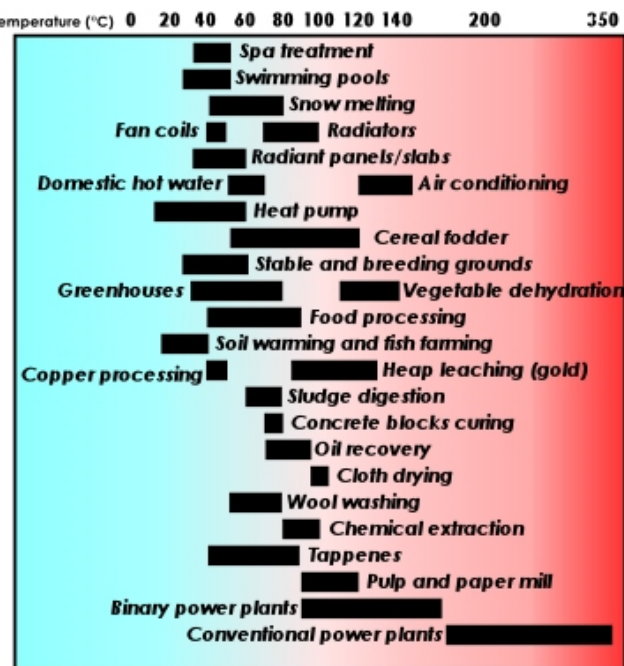 emperature (°C) 0 20 40 60 80 100 120 140 200 350
Spa treatment
Swimming pools
Snow melting
Fan coils Radiators
Radiant panels/slabs
Domestic hot water Air conditioning
Heat pump
Cereal fodder
Stable and breeding grounds
Greenhouses Vegetable dehydration
Food processing
Soil warming and fish farming
Copper processing Heap leaching (gold)
Sludge digestion
Concrete blocks curing
Oil recovery
Cloth drying
Wool washing
Chemical extraction
Tappenes
Pulp and paper mill
Binary power plants
Conventional power plants